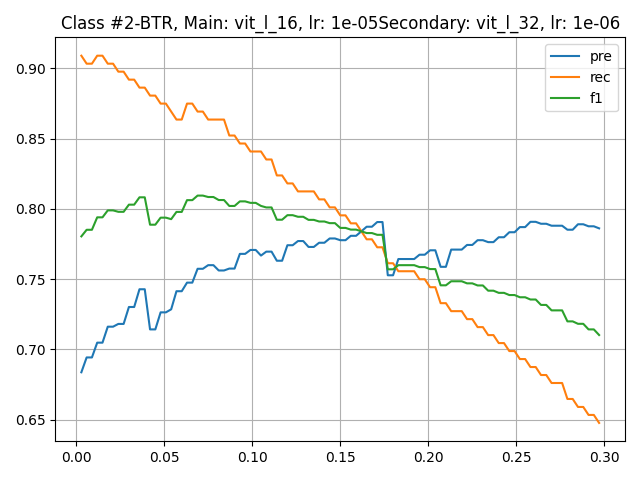 Class #2-BTR, Main: vit_l_16, lr: 1e-05Secondary: vit_l_32, lr: 1e-06
pre
rec
f1
0.90
0.85
0.80
0.75
0.70
0.65
0.00 0.05 0.10 0.15 0.20 0.25 0.30